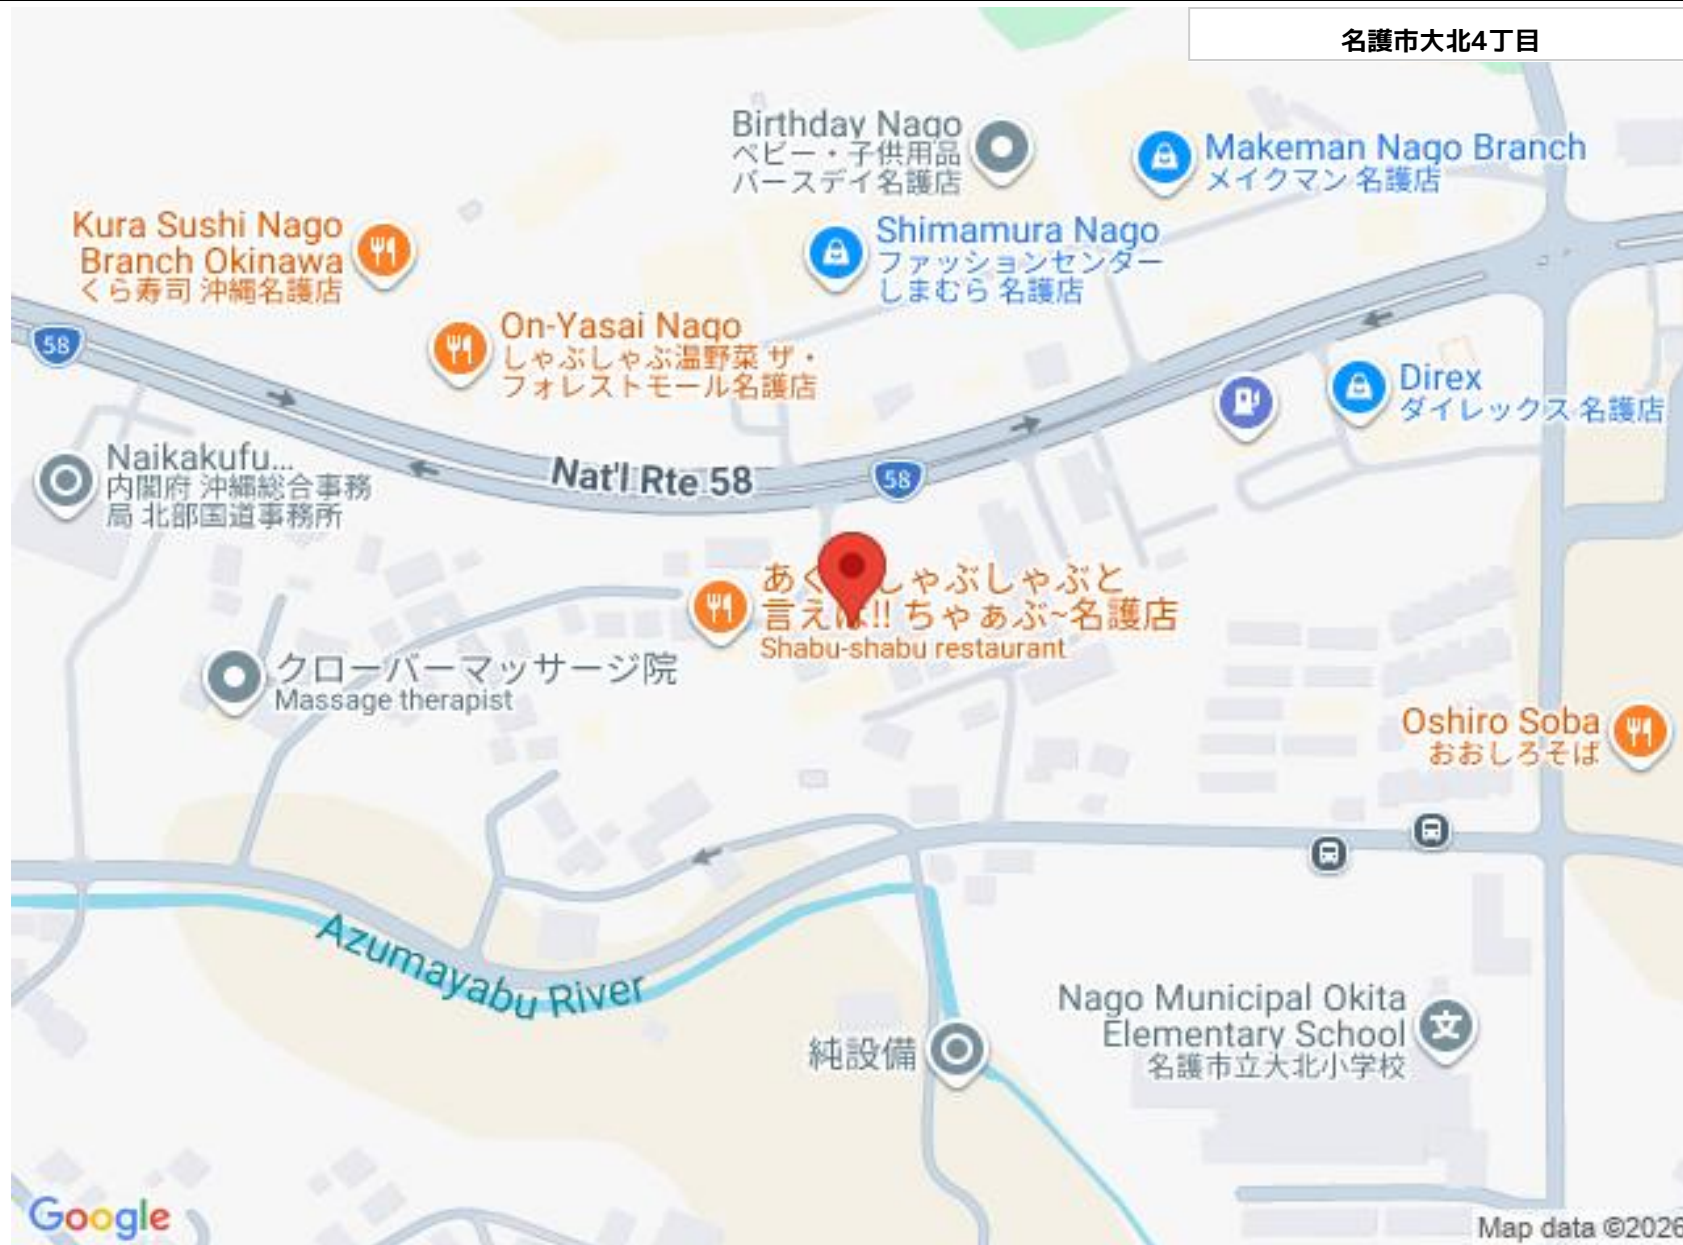 名護市大北4丁目
Birthday Nago
ベビー・子供用品
バースデイ名護店
Makeman Nago Branch
メイクマン 名護店
Kura Sushi Nago
Branch Okinawa
くら寿司 沖縄名護店
Shimamura Nago
ファッションセンター
しまむら 名護店
On-Yasai Nago
しゃぶしゃぶ温野菜 ザ・
フォレストモール名護店
58
Direx
ダイレックス 名護店
Naikakufu...
内閣府 沖縄総合事務
局 北部国道事務所
Nat'l Rte 58
58
あぐ しゃぶしゃぶと
言えば!! ちゃぁぶ~名護店
Shabu-shabu restaurant
クローバーマッサージ院
Massage therapist
Oshiro Soba
おおしろそば
Azumayabu River
純設備
Nago Municipal Okita
Elementary School
名護市立大北小学校
文
Google
Map data ©2026